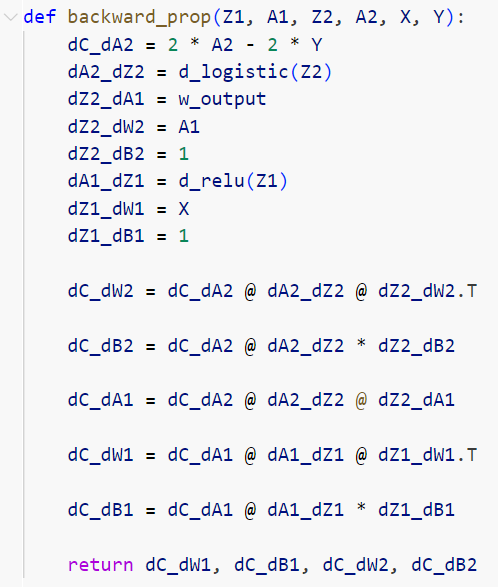 def backward_prop(Z1, A1, Z2, A2, X, Y):
    dC_dA2 = 2 * A2 - 2 * Y
    dA2_dZ2 = d_logistic(Z2)
    dZ2_dA1 = w_output
    dZ2_dW2 = A1
    dZ2_dB2 = 1
    dA1_dZ1 = d_relu(Z1)
    dZ1_dW1 = X
    dZ1_dB1 = 1

    dC_dW2 = dC_dA2 @ dA2_dZ2 @ dZ2_dW2.T

    dC_dB2 = dC_dA2 @ dA2_dZ2 * dZ2_dB2

    dC_dA1 = dC_dA2 @ dA2_dZ2 @ dZ2_dA1

    dC_dW1 = dC_dA1 @ dA1_dZ1 @ dZ1_dW1.T

    dC_dB1 = dC_dA1 @ dA1_dZ1 * dZ1_dB1

    return dC_dW1, dC_dB1, dC_dW2, dC_dB2